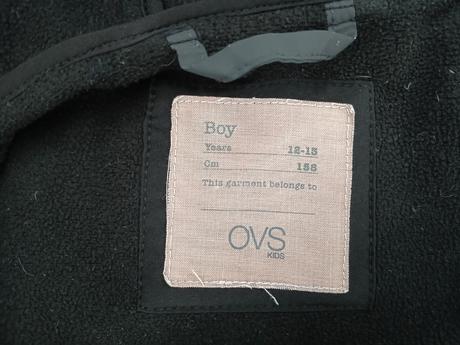 Boy
Years 12-13
Cm 158
This garment belongs to
OVS
KIDS